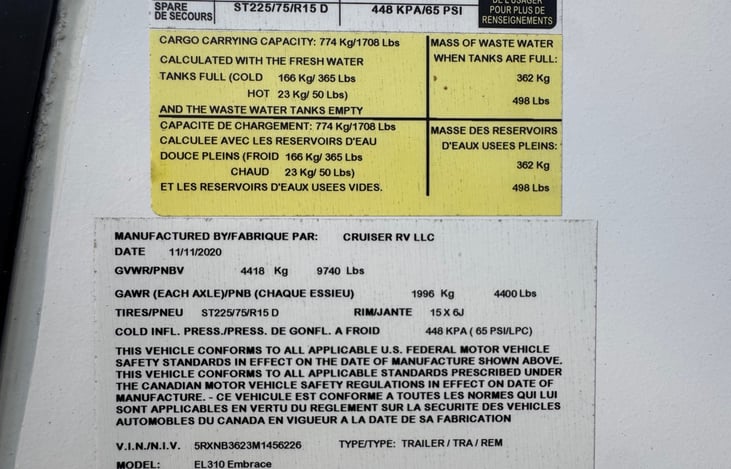 SPARE
DE SECOURS
ST225/75/R15 D
448 KPA/65 PSI
DE L'USAGER
POUR PLUS DE
RENSEIGNEMENTS
CARGO CARRYING CAPACITY: 774 Kg/1708 Lbs
CALCULATED WITH THE FRESH WATER
TANKS FULL (COLD 166 Kg/ 365 Lbs
HOT 23 Kg/ 50 Lbs)
AND THE WASTE WATER TANKS EMPTY
MASS OF WASTE WATER
WHEN TANKS ARE FULL:
362 Kg
498 Lbs
CAPACITE DE CHARGEMENT: 774 Kg/1708 Lbs
CALCULEE AVEC LES RESERVOIRS D'EAU
DOUCE PLEINS (FROID 166 Kg/ 365 Lbs
CHAUD 23 Kg/ 50 Lbs)
ET LES RESERVOIRS D'EAUX USEES VIDES.
MASSE DES RESERVOIRS
D'EAUX USEES PLEINS:
362 Kg
498 Lbs
MANUFACTURED BY/FABRIQUE PAR: CRUISER RV LLC
DATE 11/11/2020
GVWR/PNBV 4418 Kg 9740 Lbs
GAWR (EACH AXLE)/PNB (CHAQUE ESSIEU) 1996 Kg 4400 Lbs
TIRES/PNEU ST225/75/R15 D RIM/JANTE 15 X 6J
COLD INFL. PRESS./PRESS. DE GONFL. A FROID 448 KPA ( 65 PSI/LPC)
THIS VEHICLE CONFORMS TO ALL APPLICABLE U.S. FEDERAL MOTOR VEHICLE
SAFETY STANDARDS IN EFFECT ON THE DATE OF MANUFACTURE SHOWN ABOVE.
THIS VEHICLE CONFORMS TO ALL APPLICABLE STANDARDS PRESCRIBED UNDER
THE CANADIAN MOTOR VEHICLE SAFETY REGULATIONS IN EFFECT ON DATE OF
MANUFACTURE. - CE VEHICULE EST CONFORME A TOUTES LES NORMES QUI LUI
SONT APPLICABLES EN VERTU DU REGLEMENT SUR LA SECURITE DES VEHICLES
AUTOMOBILES DU CANADA EN VIGUEUR A LA DATE DE SA FABRICATION
V.I.N./N.I.V. 5RXNB3623M1456226 TYPE/TYPE: TRAILER / TRA / REM
MODEL: EL310 Embrace